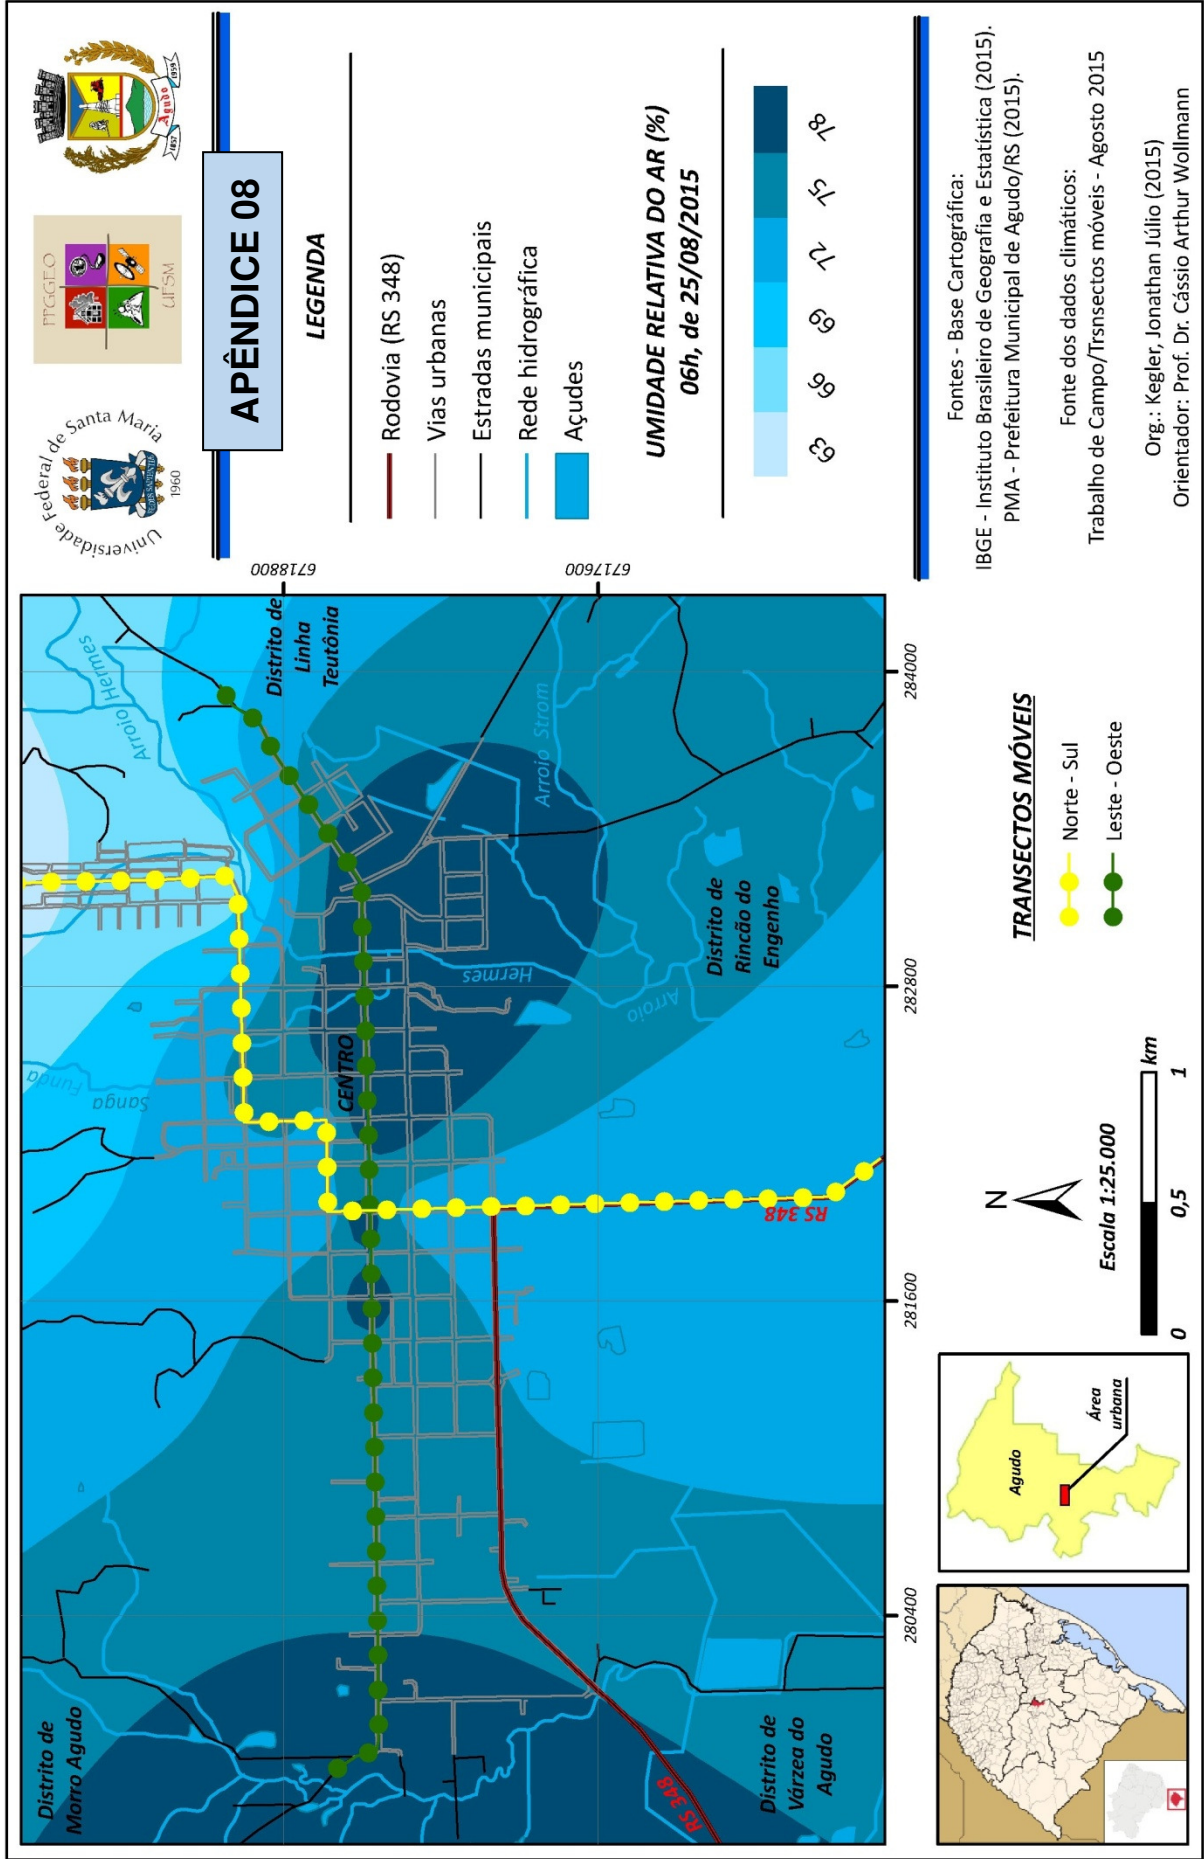 Universidade Federal de Santa Maria
1960
PPGGEO
UFSM
1857
Agudo
1959
APÊNDICE 08
LEGENDA
Rodovia (RS 348)
Vias urbanas
Estradas municipais
Rede hidrográfica
Açudes
UMIDADE RELATIVA DO AR (%)
06h, de 25/08/2015
63
66
69
72
75
78
Fontes - Base Cartográfica:
IBGE - Instituto Brasileiro de Geografia e Estatística (2015).
PMA - Prefeitura Municipal de Agudo/RS (2015).
Fonte dos dados climáticos:
Trabalho de Campo/Trsnsectos móveis - Agosto 2015
Org.: Kegler, Jonathan Júlio (2015)
Orientador: Prof. Dr. Cássio Arthur Wollmann
Distrito de
Morro Agudo
Sanga
Funda
Arroio Hermes
Distrito de
Linha
Teutônia
6718800
CENTRO
Arroio Strom
Hermes
Arroio
6717600
Distrito de
Rincão do
Engenho
Distrito de
Várzea do
Agudo
RS 348
RS 348
280400
281600
282800
284000
Agudo
Área
urbana
N
Escala 1:25.000
0
0,5
1
km
TRANSECTOS MÓVEIS
Norte - Sul
Leste - Oeste